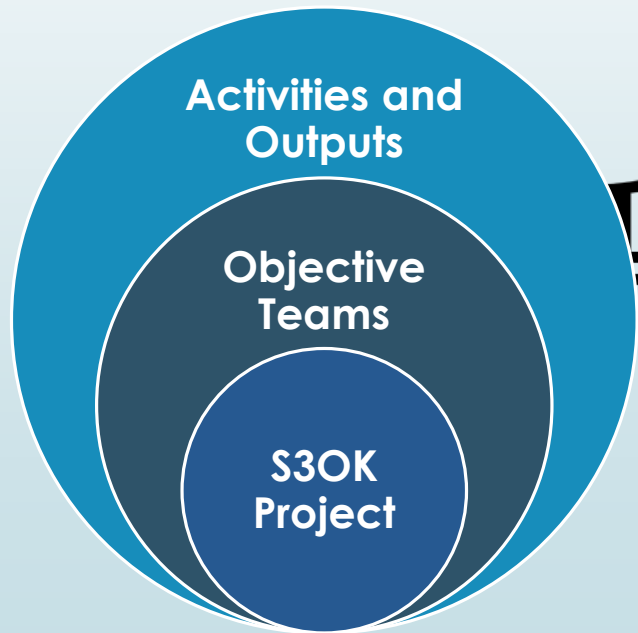 Activities and
Outputs
Objective
Teams
S3OK
Project